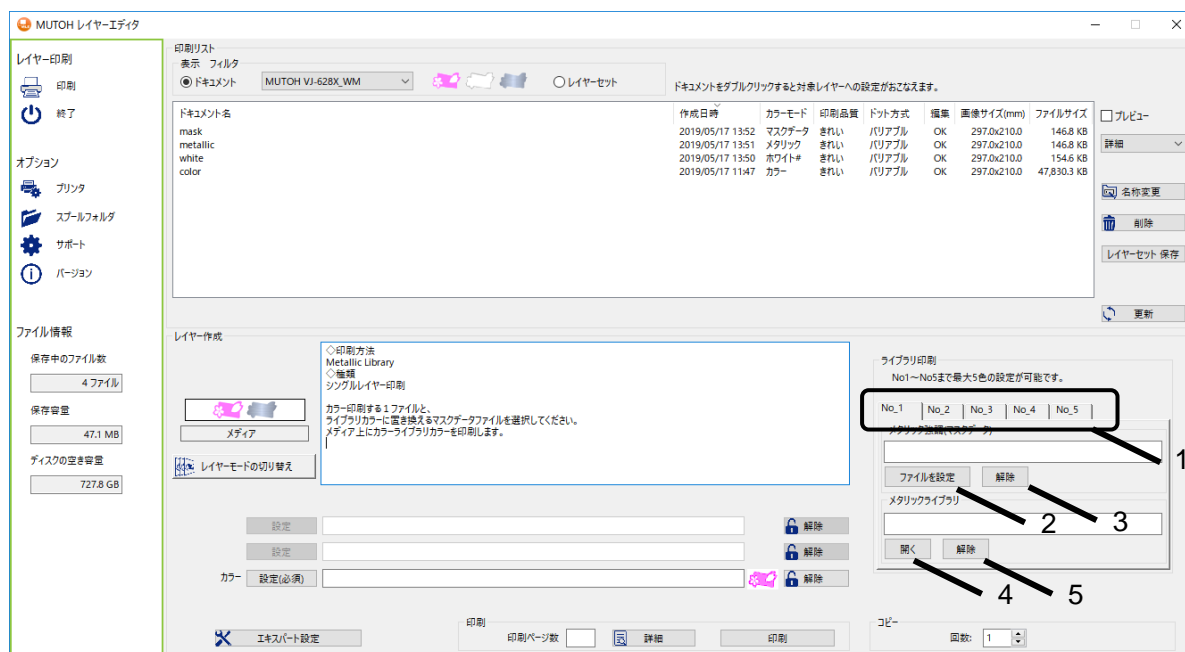 MUTOH レイヤーエディタ
レイヤー印刷
印刷
終了
オプション
プリンタ
スプールフォルダ
サポート
バージョン
ファイル情報
保存中のファイル数
4 ファイル
保存容量
47.1 MB
ディスクの空き容量
727.8 GB
印刷リスト
表示 フィルタ
ドキュメント MUTOH VJ-628X_WM レイヤーセット ドキュメントをダブルクリックすると対象レイヤーへの設定がおこなえます。
ドキュメント名 作成日時 カラーモード 印刷品質 ドット方式 編集 画像サイズ(mm) ファイルサイズ
mask 2019/05/17 13:52 マスクデータ きれい バリアブル OK 297.0x210.0 146.8 KB
metallic 2019/05/17 13:51 メタリック きれい バリアブル OK 297.0x210.0 146.8 KB
white 2019/05/17 13:50 ホワイト# きれい バリアブル OK 297.0x210.0 154.6 KB
color 2019/05/17 11:47 カラー きれい バリアブル OK 297.0x210.0 47,830.3 KB
プレビュー
詳細
名称変更
削除
レイヤーセット 保存
更新
レイヤー作成
メディア
レイヤーモードの切り替え
◇印刷方法
Metallic Library
◇種類
シングルレイヤー印刷
カラー印刷する１ファイルと、
ライブラリカラーに置き換えるマスクデータファイルを選択してください。
メディア上にカラーライブラリカラーを印刷します。
設定 解除
設定 解除
カラー 設定(必須) 解除
エキスパート設定
印刷
印刷ページ数 詳細 印刷
ライブラリ印刷
No1～No5まで最大5色の設定が可能です。
No_1 No_2 No_3 No_4 No_5
メタリック強調(マスクデータ)
1
ファイルを設定 解除
2 3
メタリックライブラリ
開く 解除
4 5
コピー
回数: 1